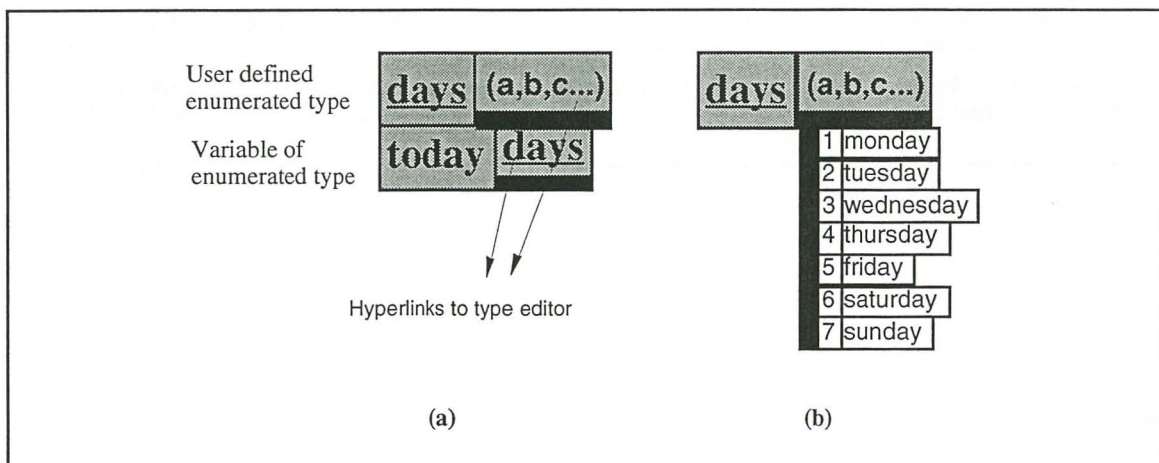 User defined
enumerated type
days (a,b,c...)
Variable of
enumerated type
today days
Hyperlinks to type editor
(a)
days (a,b,c...)
1 monday
2 tuesday
3 wednesday
4 thursday
5 friday
6 saturday
7 sunday
(b)